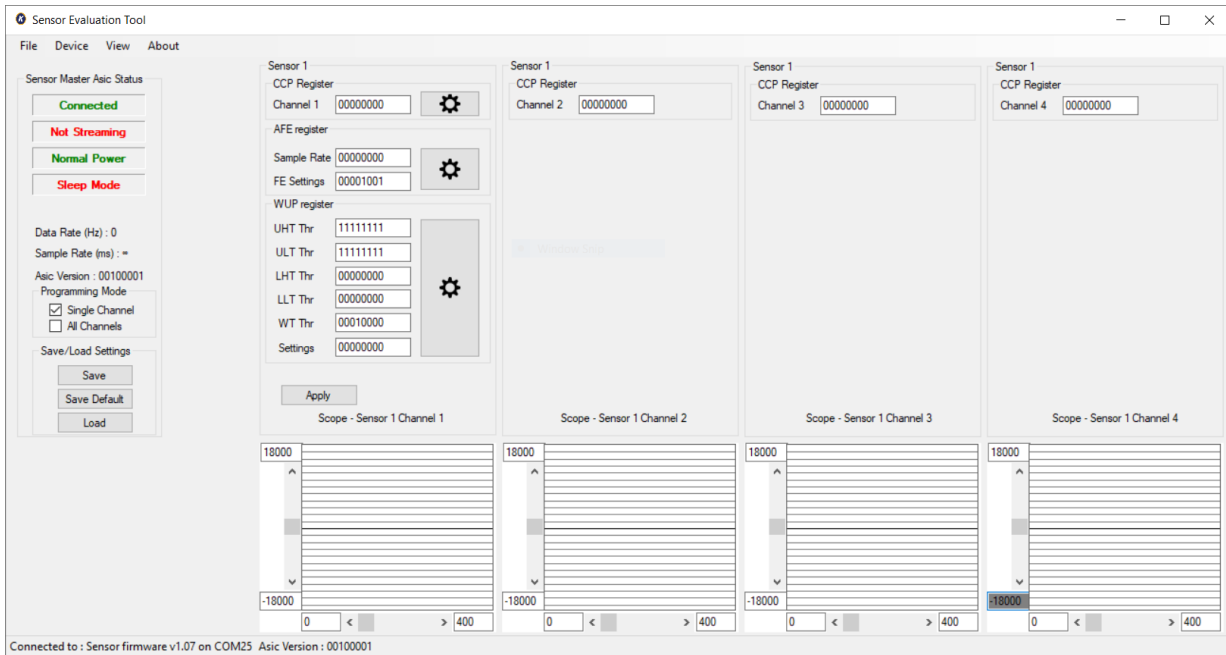 Sensor Evaluation Tool
File Device View About
Sensor Master Asic Status
Connected
Not Streaming
Normal Power
Sleep Mode
Data Rate (Hz) : 0
Sample Rate (ms) : ∞
Asic Version : 00100001
Programming Mode
Single Channel
All Channels
Save/Load Settings
Save
Save Default
Load
Sensor 1
CCP Register
Channel 1 00000000
AFE register
Sample Rate 00000000
FE Settings 00001001
WUP register
UHT Thr 11111111
ULT Thr 11111111
LHT Thr 00000000
LLT Thr 00000000
WT Thr 00010000
Settings 00000000
Apply
Scope - Sensor 1 Channel 1
18000
-18000
0 < > 400
Sensor 1
CCP Register
Channel 2 00000000
Scope - Sensor 1 Channel 2
18000
-18000
0 < > 400
Sensor 1
CCP Register
Channel 3 00000000
Scope - Sensor 1 Channel 3
18000
-18000
0 < > 400
Sensor 1
CCP Register
Channel 4 00000000
Scope - Sensor 1 Channel 4
18000
-18000
0 < > 400
Connected to : Sensor firmware v1.07 on COM25 Asic Version : 00100001